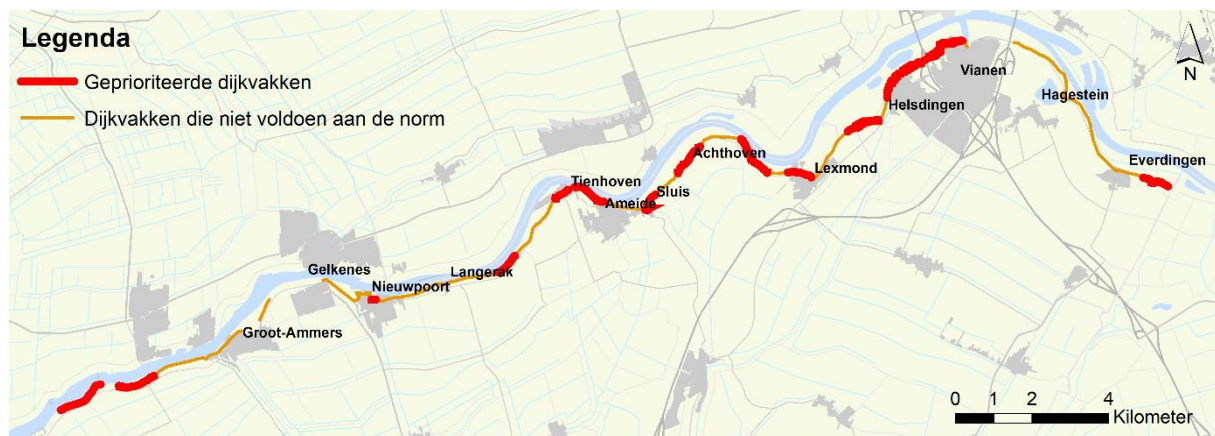 Legenda
Geprioriteerde dijkvakken
Dijkvakken die niet voldoen aan de norm
N
Vianen
Hagestein
Helsdingen
Everdingen
Achthoven
Lexmond
Tienhoven
Sluis
Ameide
Langerak
Gelkenes
Nieuwpoort
Groot-Ammers
0 1 2 4
Kilometer